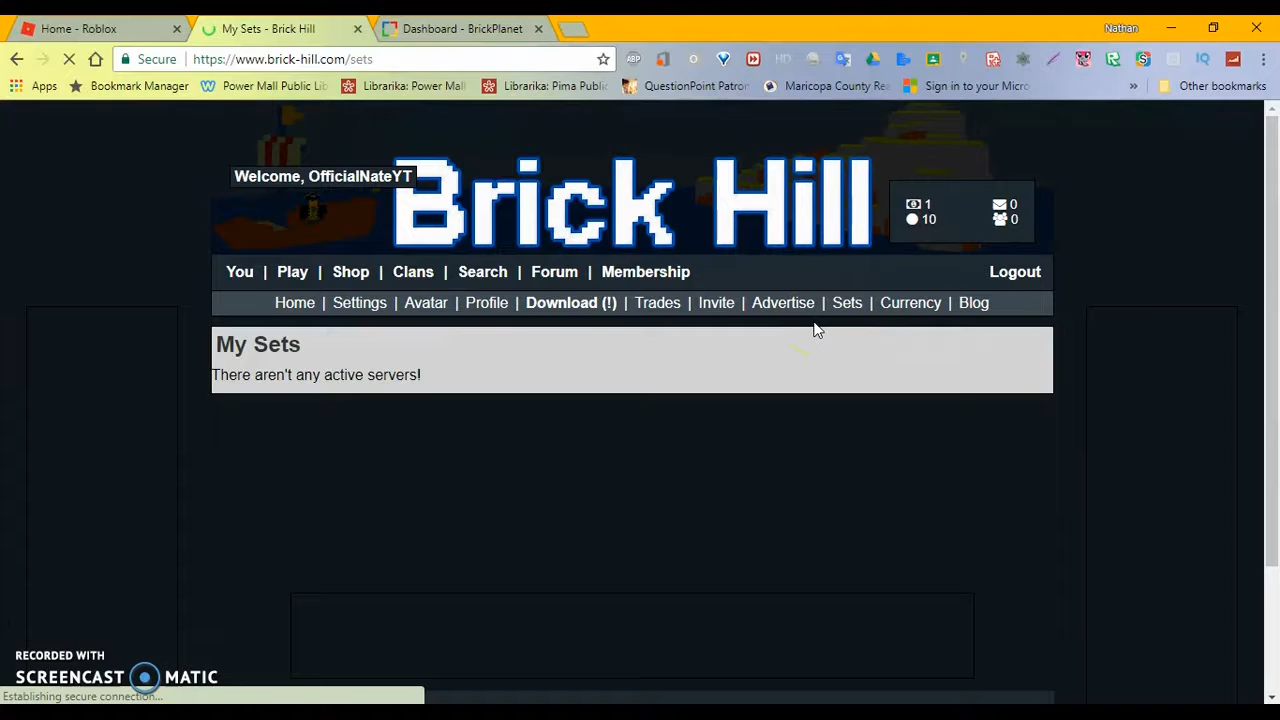 Home - Roblox
My Sets - Brick Hill
Dashboard - BrickPlanet
Nathan
Secure
https://www.brick-hill.com/sets
ABP
HD
IQ
Apps
Bookmark Manager
Power Mall Public Lib
Librarika: Power Mall
Librarika: Pima Public
QuestionPoint Patron
Maricopa County Rea
Sign in to your Micro
»
Other bookmarks
Welcome, OfficialNateYT
Brick Hill
1
0
10
0
You | Play | Shop | Clans | Search | Forum | Membership
Logout
Home | Settings | Avatar | Profile | Download (!) | Trades | Invite | Advertise | Sets | Currency | Blog
My Sets
There aren't any active servers!
RECORDED WITH
SCREENCAST MATIC
Establishing secure connection...